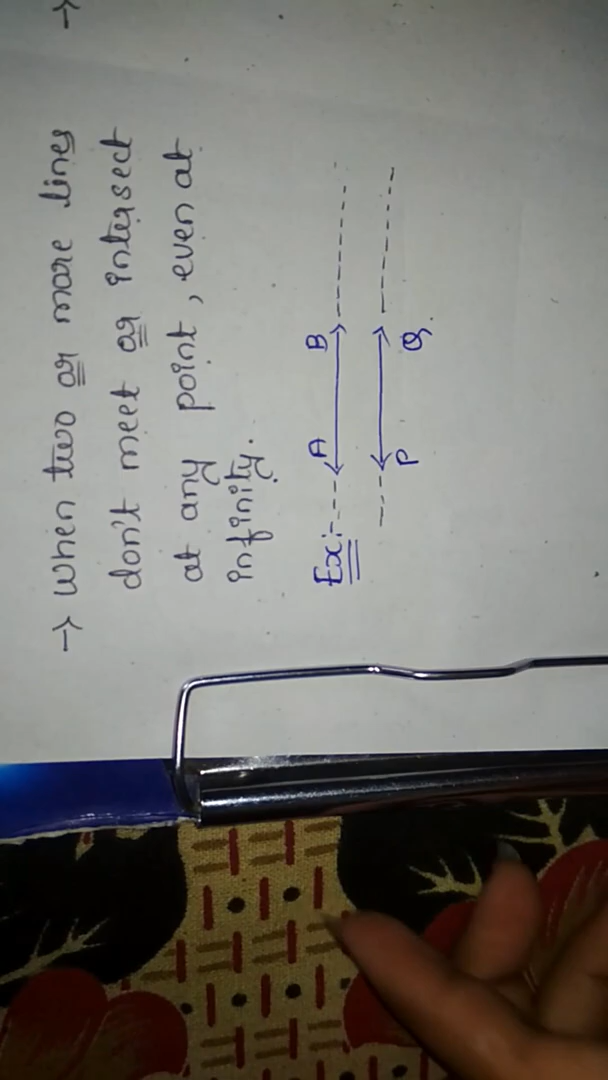 → When two or more lines →
don't meet or intersect
at any point, even at
infinity.
Ex:-
A B
P Q.